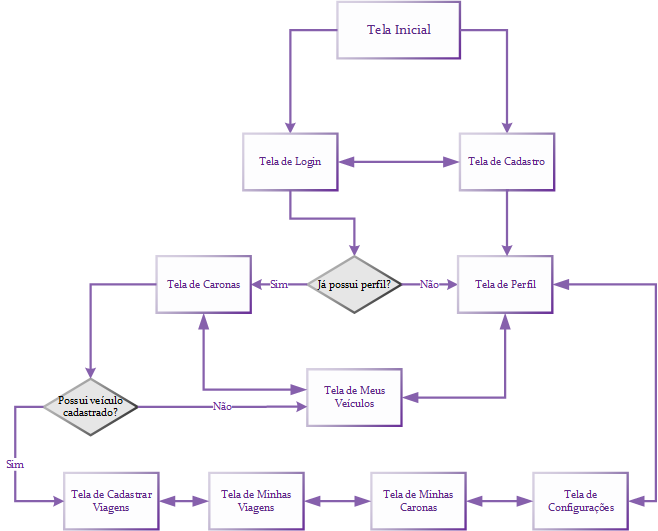 Tela Inicial
Tela de Login
Tela de Cadastro
Tela de Caronas
Sim
Já possui perfil?
Não
Tela de Perfil
Tela de Meus
Veículos
Possui veículo
cadastrado?
Não
Sim
Tela de Cadastrar
Viagens
Tela de Minhas
Viagens
Tela de Minhas
Caronas
Tela de
Configurações